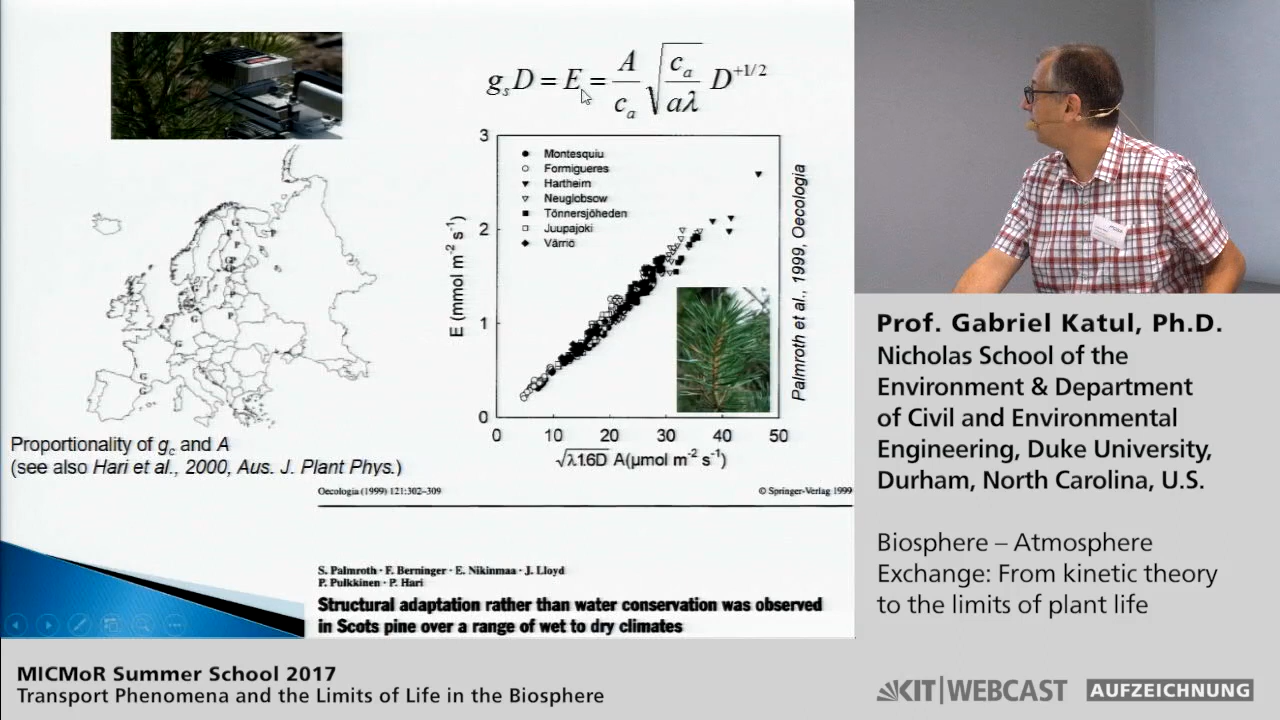 g_s D = E = A/c_a √(c_a/(aλ)) D^{+1/2}
3
2
1
0
E (mmol m⁻² s⁻¹)
Montesquiu
Formigueres
Hartheim
Neuglobsow
Tönnersjöheden
Juupajoki
Värriö
0 10 20 30 40 50
√λ1.6D A(µmol m⁻² s⁻¹)
Palmroth et al., 1999, Oecologia
Proportionality of g_c and A
(see also Hari et al., 2000, Aus. J. Plant Phys.)
Oecologia (1999) 121:302–309
© Springer-Verlag 1999
S. Palmroth · F. Berninger · E. Nikinmaa · J. Lloyd
P. Pulkkinen · P. Hari
Structural adaptation rather than water conservation was observed
in Scots pine over a range of wet to dry climates
Prof. Gabriel Katul, Ph.D.
Nicholas School of the
Environment & Department
of Civil and Environmental
Engineering, Duke University,
Durham, North Carolina, U.S.
Biosphere – Atmosphere
Exchange: From kinetic theory
to the limits of plant life
MICMoR Summer School 2017
Transport Phenomena and the Limits of Life in the Biosphere
KIT|WEBCAST AUFZEICHNUNG